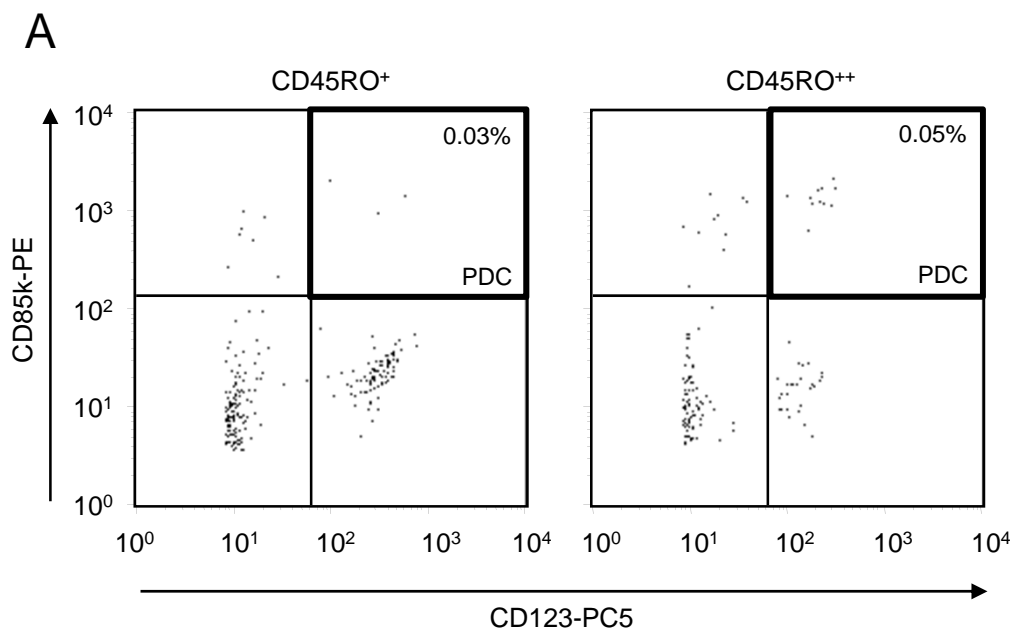 A
CD45RO⁺ CD45RO⁺⁺
10⁴
0.03% 0.05%
10³
CD85k-PE
PDC PDC
10²
10¹
10⁰
10⁰ 10¹ 10² 10³ 10⁴ 10⁰ 10¹ 10² 10³ 10⁴
CD123-PC5